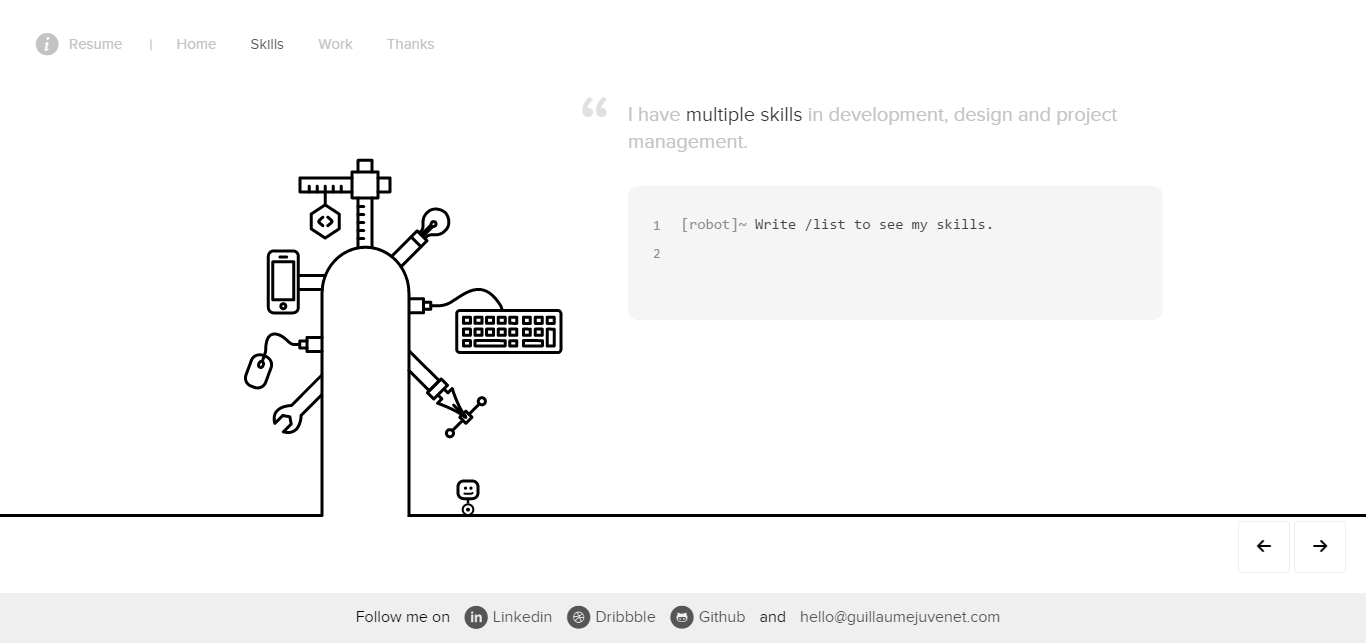 Resume | Home Skills Work Thanks
“ I have multiple skills in development, design and project
management.
1 [robot]~ Write /list to see my skills.
2
Follow me on Linkedin Dribbble Github and hello@guillaumejuvenet.com